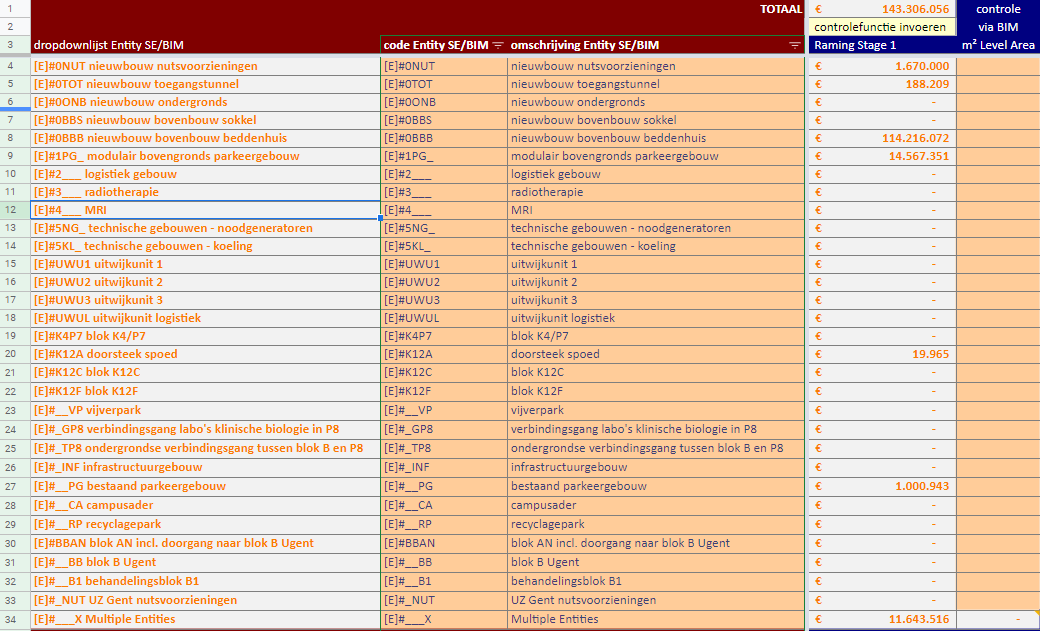 1 TOTAAL € 143.306.056 controle
2 controlefunctie invoeren via BIM
3 dropdownlijst Entity SE/BIM code Entity SE/BIM omschrijving Entity SE/BIM Raming Stage 1 m² Level Area
4 [E]#0NUT nieuwbouw nutsvoorzieningen [E]#0NUT nieuwbouw nutsvoorzieningen € 1.670.000
5 [E]#0TOT nieuwbouw toegangstunnel [E]#0TOT nieuwbouw toegangstunnel € 188.209
6 [E]#0ONB nieuwbouw ondergronds [E]#0ONB nieuwbouw ondergronds € -
7 [E]#0BBS nieuwbouw bovenbouw sokkel [E]#0BBS nieuwbouw bovenbouw sokkel € -
8 [E]#0BBB nieuwbouw bovenbouw beddenhuis [E]#0BBB nieuwbouw bovenbouw beddenhuis € 114.216.072
9 [E]#1PG_ modulair bovengronds parkeergebouw [E]#1PG_ modulair bovengronds parkeergebouw € 14.567.351
10 [E]#2___ logistiek gebouw [E]#2___ logistiek gebouw € -
11 [E]#3___ radiotherapie [E]#3___ radiotherapie € -
12 [E]#4___ MRI [E]#4___ MRI € -
13 [E]#5NG_ technische gebouwen - noodgeneratoren [E]#5NG_ technische gebouwen - noodgeneratoren € -
14 [E]#5KL_ technische gebouwen - koeling [E]#5KL_ technische gebouwen - koeling € -
15 [E]#UWU1 uitwijkunit 1 [E]#UWU1 uitwijkunit 1 € -
16 [E]#UWU2 uitwijkunit 2 [E]#UWU2 uitwijkunit 2 € -
17 [E]#UWU3 uitwijkunit 3 [E]#UWU3 uitwijkunit 3 € -
18 [E]#UWUL uitwijkunit logistiek [E]#UWUL uitwijkunit logistiek € -
19 [E]#K4P7 blok K4/P7 [E]#K4P7 blok K4/P7 € -
20 [E]#K12A doorsteek spoed [E]#K12A doorsteek spoed € 19.965
21 [E]#K12C blok K12C [E]#K12C blok K12C € -
22 [E]#K12F blok K12F [E]#K12F blok K12F € -
23 [E]#__VP vijverpark [E]#__VP vijverpark € -
24 [E]#_GP8 verbindingsgang labo's klinische biologie in P8 [E]#_GP8 verbindingsgang labo's klinische biologie in P8 € -
25 [E]#_TP8 ondergrondse verbindingsgang tussen blok B en P8 [E]#_TP8 ondergrondse verbindingsgang tussen blok B en P8 € -
26 [E]#_INF infrastructuurgebouw [E]#_INF infrastructuurgebouw € -
27 [E]#__PG bestaand parkeergebouw [E]#__PG bestaand parkeergebouw € 1.000.943
28 [E]#__CA campusader [E]#__CA campusader € -
29 [E]#__RP recyclagepark [E]#__RP recyclagepark € -
30 [E]#BBAN blok AN incl. doorgang naar blok B Ugent [E]#BBAN blok AN incl. doorgang naar blok B Ugent € -
31 [E]#__BB blok B Ugent [E]#__BB blok B Ugent € -
32 [E]#__B1 behandelingsblok B1 [E]#__B1 behandelingsblok B1 € -
33 [E]#_NUT UZ Gent nutsvoorzieningen [E]#_NUT UZ Gent nutsvoorzieningen € -
34 [E]#___X Multiple Entities [E]#___X Multiple Entities € 11.643.516 -